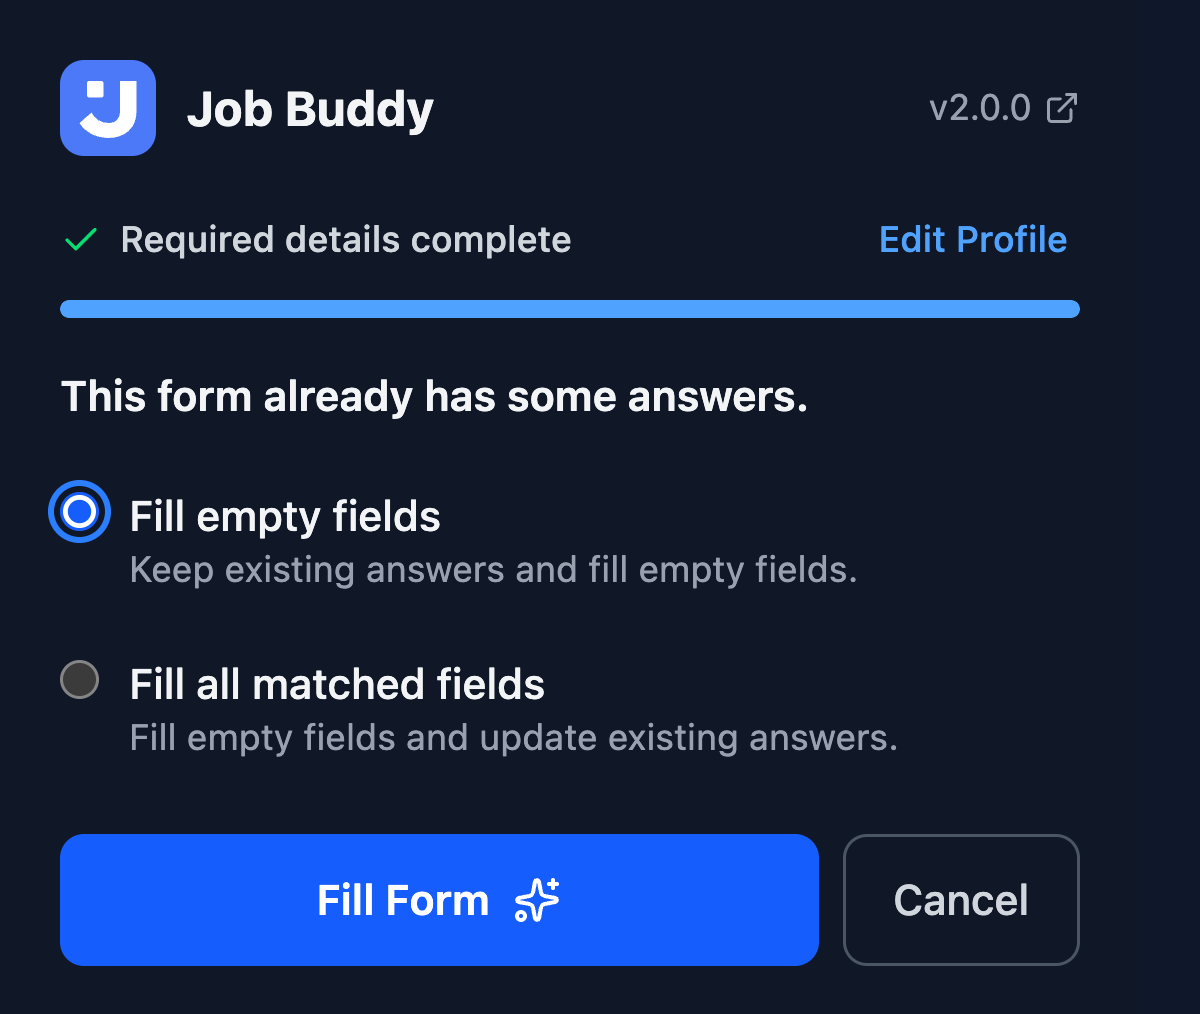 Job Buddy
v2.0.0
Required details complete
Edit Profile
This form already has some answers.
Fill empty fields
Keep existing answers and fill empty fields.
Fill all matched fields
Fill empty fields and update existing answers.
Fill Form
Cancel